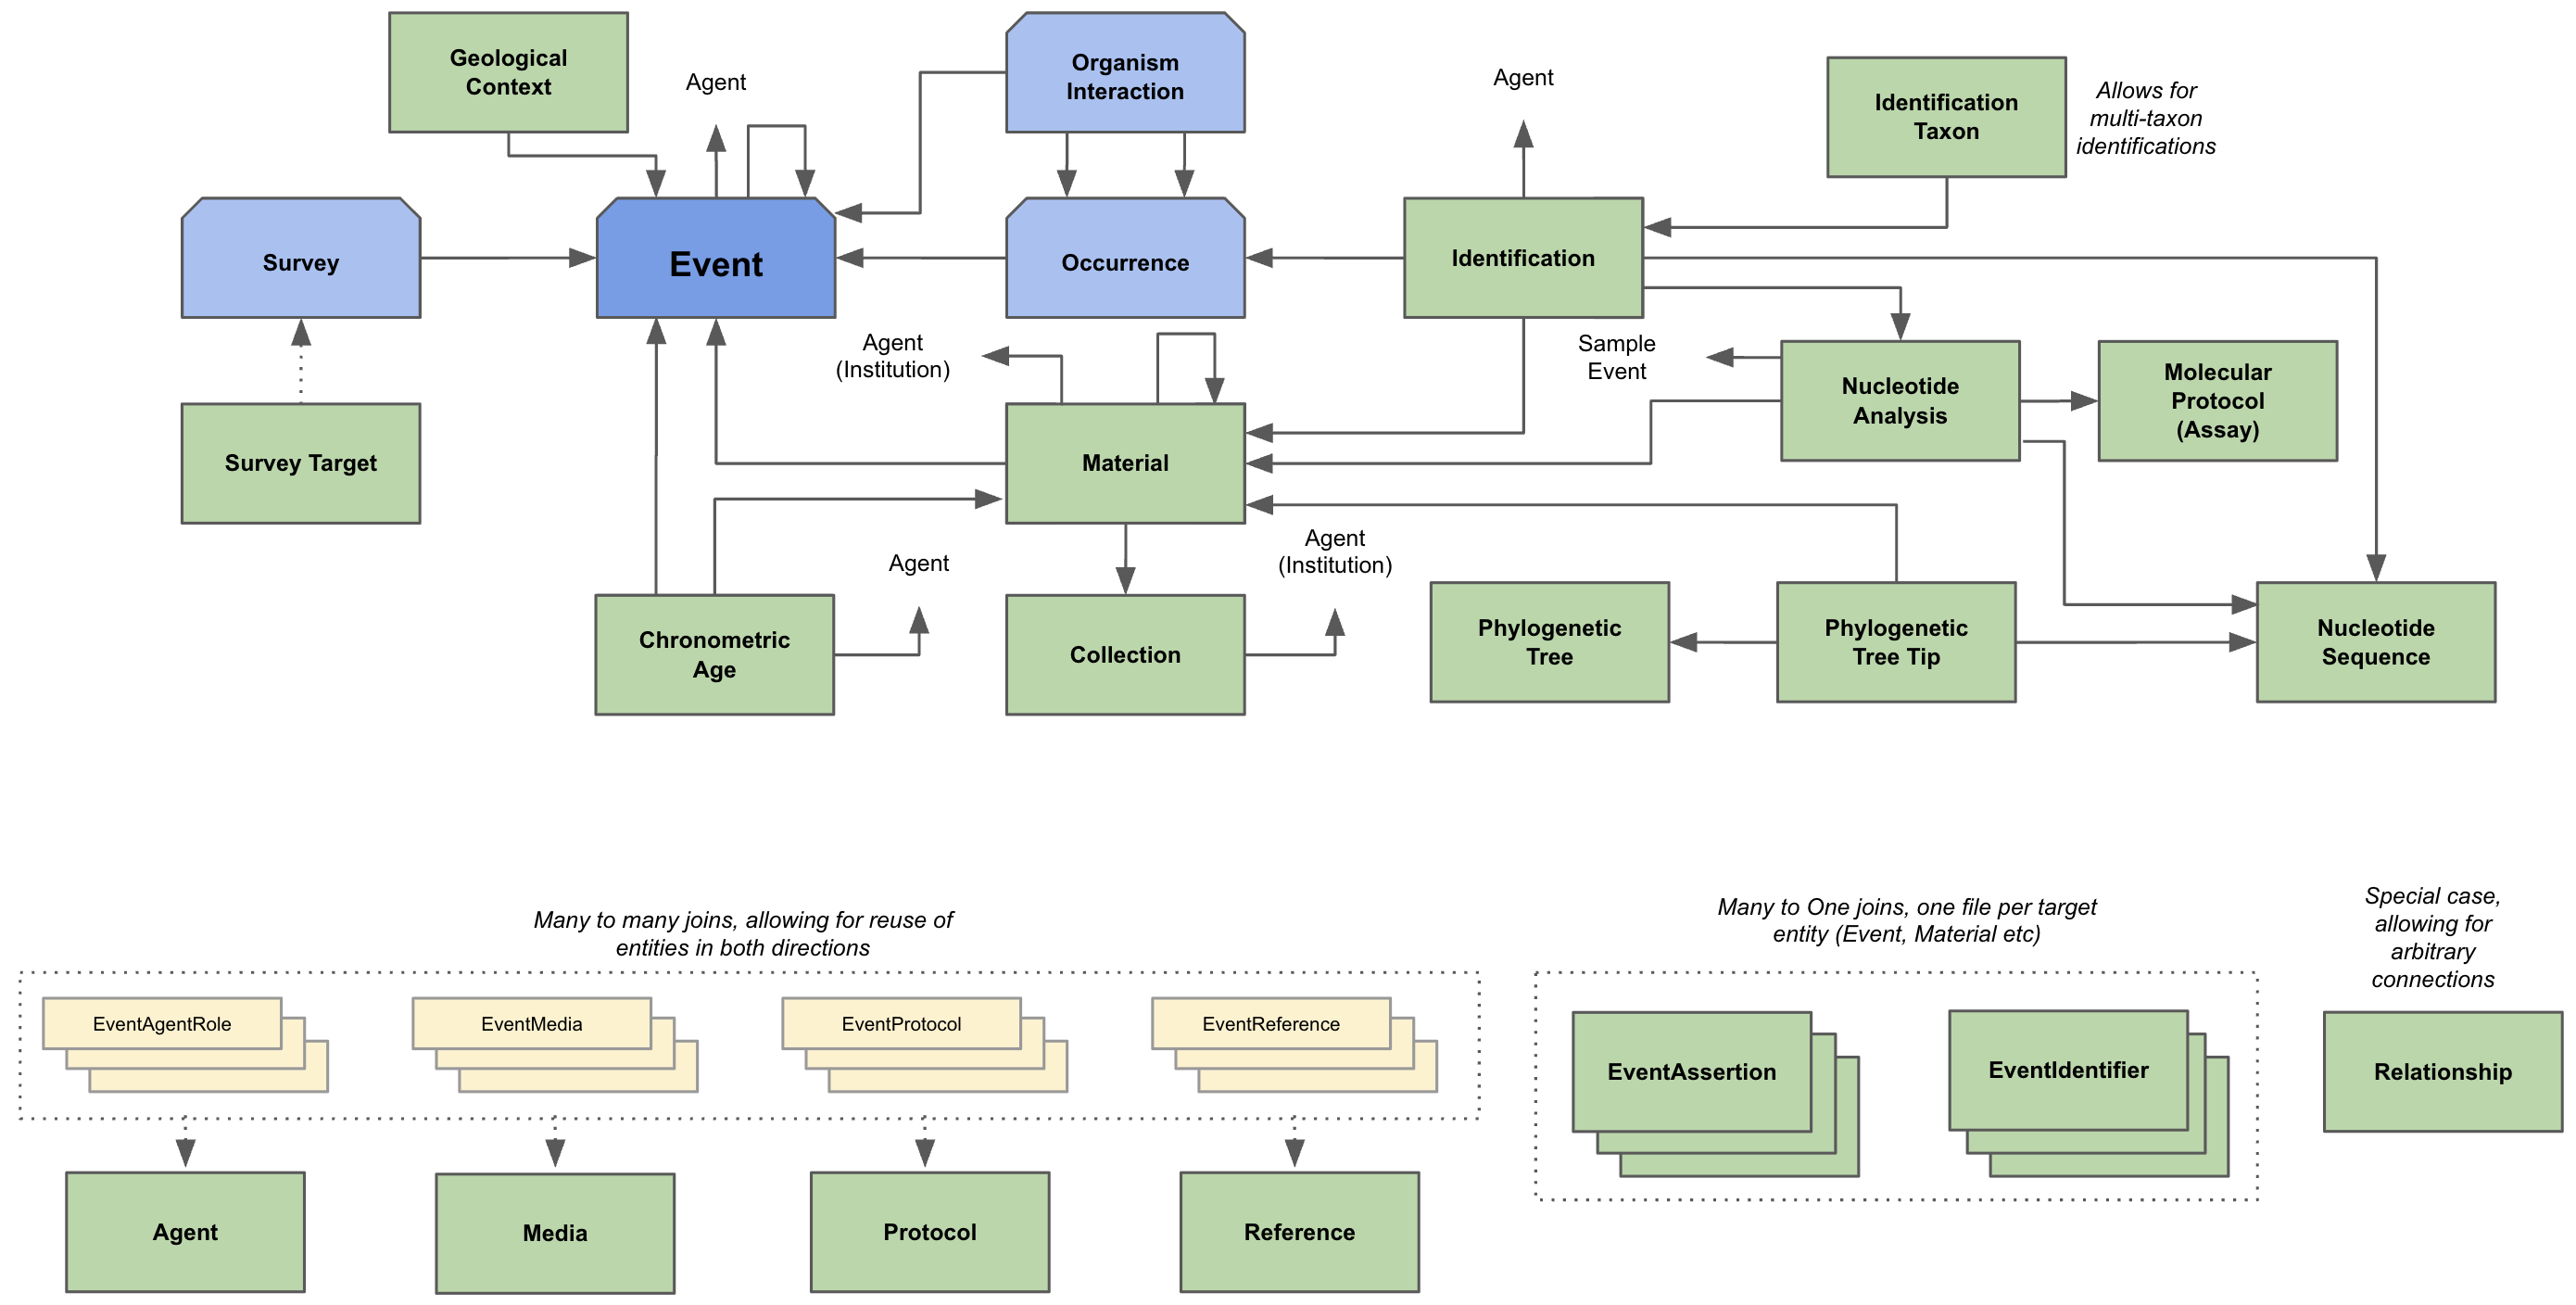 Geological
Context
Agent
Organism
Interaction
Agent
Identification
Taxon
Allows for
multi-taxon
identifications
Survey
Event
Occurrence
Identification
Agent
(Institution)
Sample
Event
Nucleotide
Analysis
Molecular
Protocol
(Assay)
Survey Target
Material
Agent
Agent
(Institution)
Chronometric
Age
Collection
Phylogenetic
Tree
Phylogenetic
Tree Tip
Nucleotide
Sequence
Many to many joins, allowing for reuse of
entities in both directions
Many to One joins, one file per target
entity (Event, Material etc)
Special case,
allowing for
arbitrary
connections
EventAgentRole
EventMedia
EventProtocol
EventReference
EventAssertion
EventIdentifier
Relationship
Agent
Media
Protocol
Reference